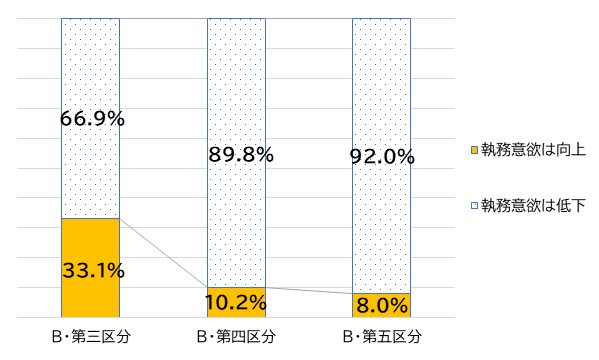 66.9%
89.8%
92.0%
33.1%
10.2%
8.0%
B・第三区分
B・第四区分
B・第五区分
執務意欲は向上
執務意欲は低下